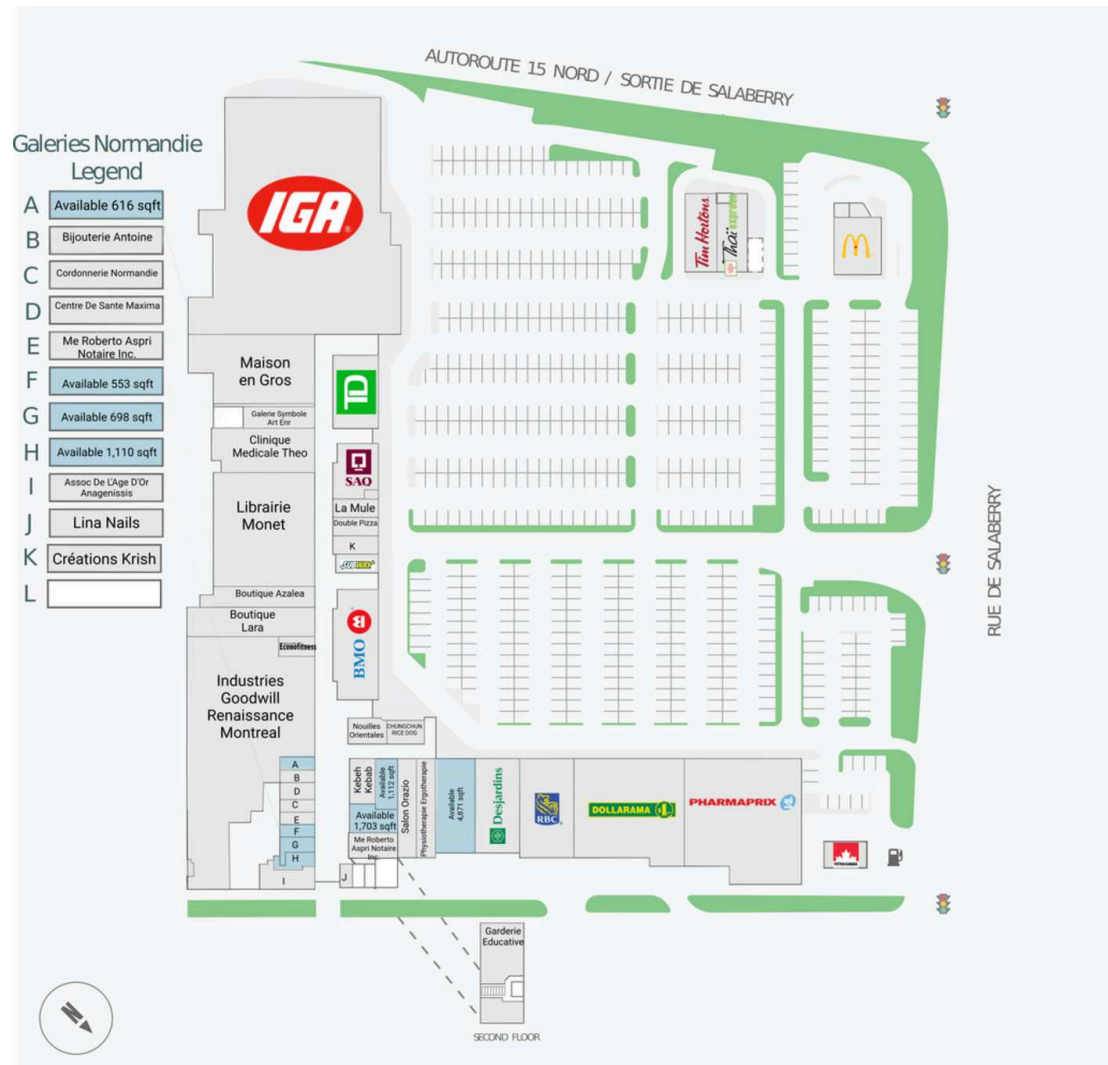 AUTOROUTE 15 NORD / SORTIE DE SALABERRY
Galeries Normandie
Legend
A Available 616 sqft
B Bijouterie Antoine
C Cordonnerie Normandie
D Centre De Sante Maxima
E Me Roberto Aspri
Notaire Inc.
F Available 553 sqft
G Available 698 sqft
H Available 1,110 sqft
I Assoc De L'Age D'Or
Anagenissis
J Lina Nails
K Créations Krish
L
IGA
Tim Hortons
Thaï express
M
Maison
en Gros
TD
Galerie Symbole
Art Enr
Clinique
Medicale Theo
SAQ
Librairie
Monet
La Mule
Double Pizza
K
SUBWAY
Boutique Azalea
Boutique
Lara
Econofitness
BMO
Industries
Goodwill
Renaissance
Montreal
Nouilles
Orientales
CHUNGCHUN
RICE DOG
A
B
D
C
E
F
G
H
I
J
Kebeh
Kebab
Available
1,112 sqft
Available
1,703 sqft
Me Roberto
Aspri Notaire
Inc.
Salon Orazio
Physiotherapie Ergotherapie
Available
4,871 sqft
Desjardins
RBC
DOLLARAMA
PHARMAPRIX
PETRO-CANADA
RUE DE SALABERRY
Garderie
Educative
SECOND FLOOR
N